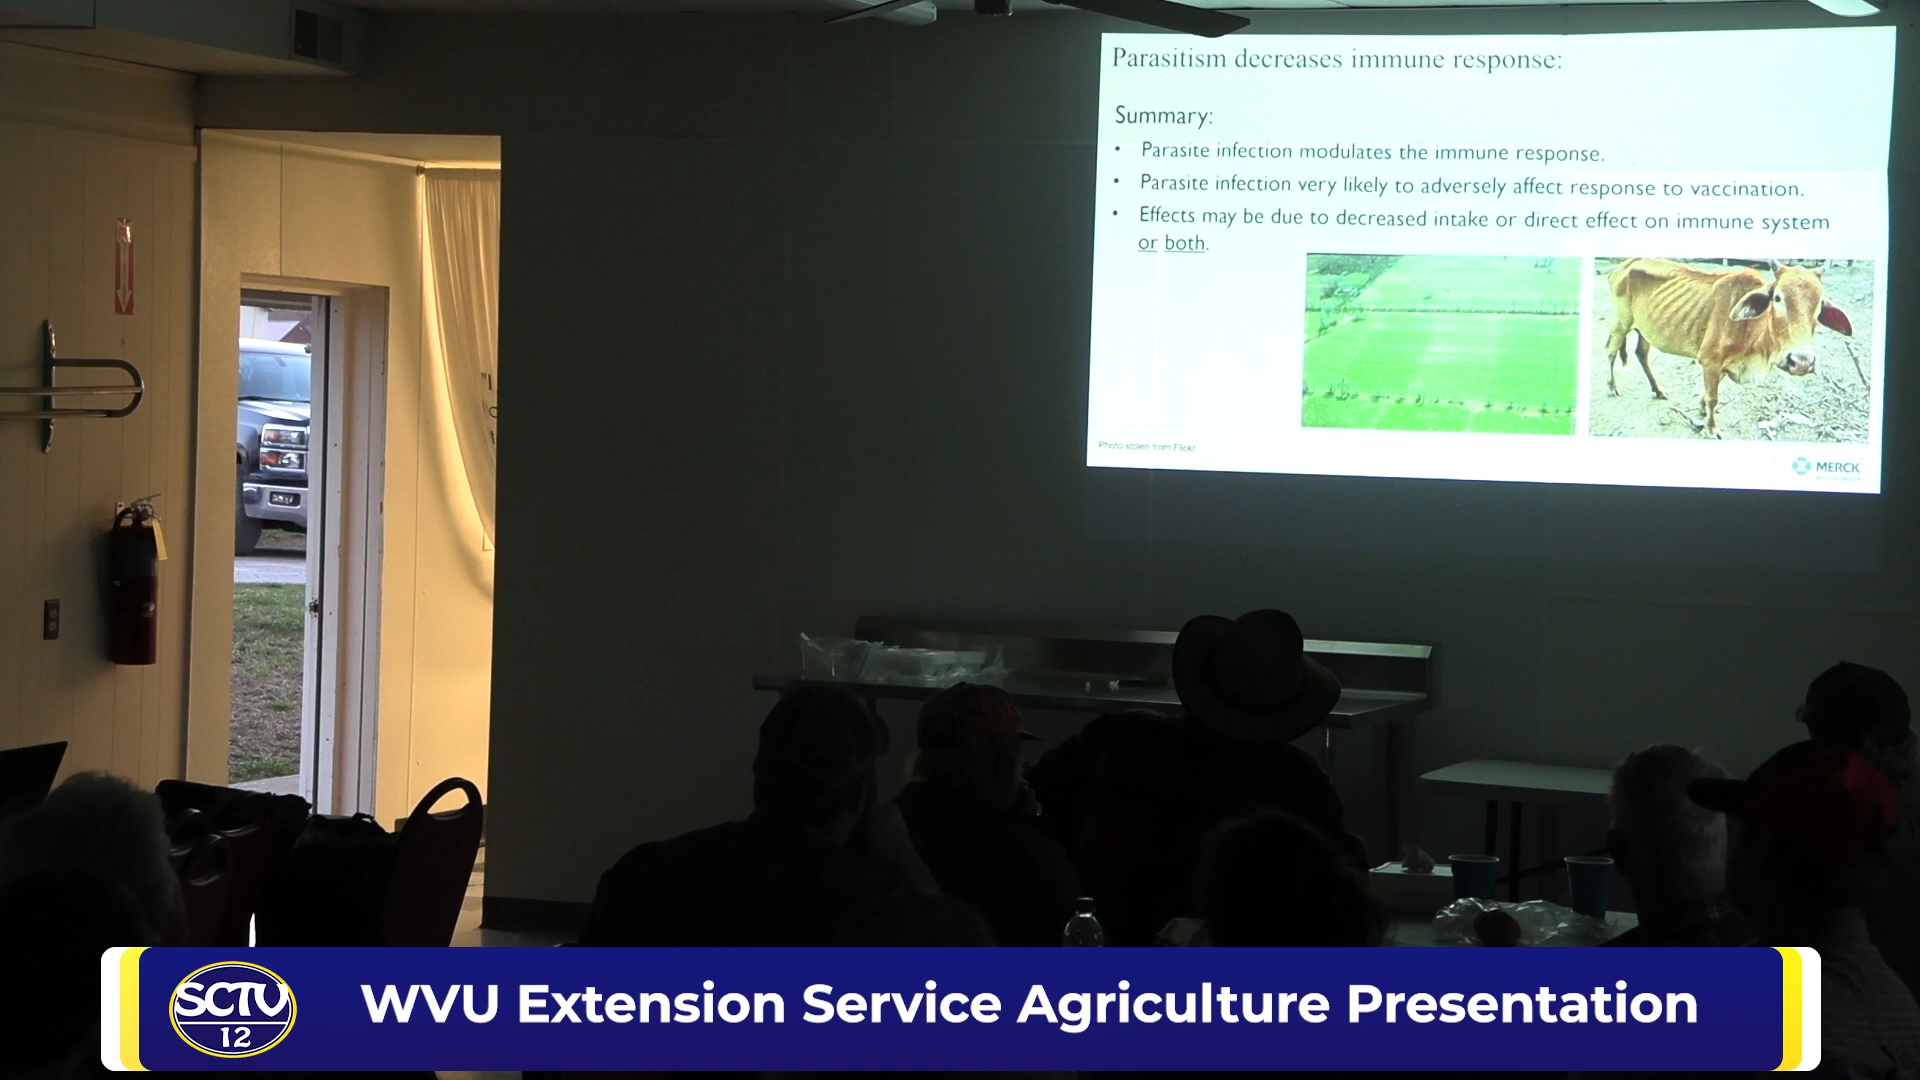 Parasitism decreases immune response:
Summary:
• Parasite infection modulates the immune response.
• Parasite infection very likely to adversely affect response to vaccination.
• Effects may be due to decreased intake or direct effect on immune system
or both.
Photo stolen from Flickr
MERCK
Animal Health
SCTV
12
WVU Extension Service Agriculture Presentation